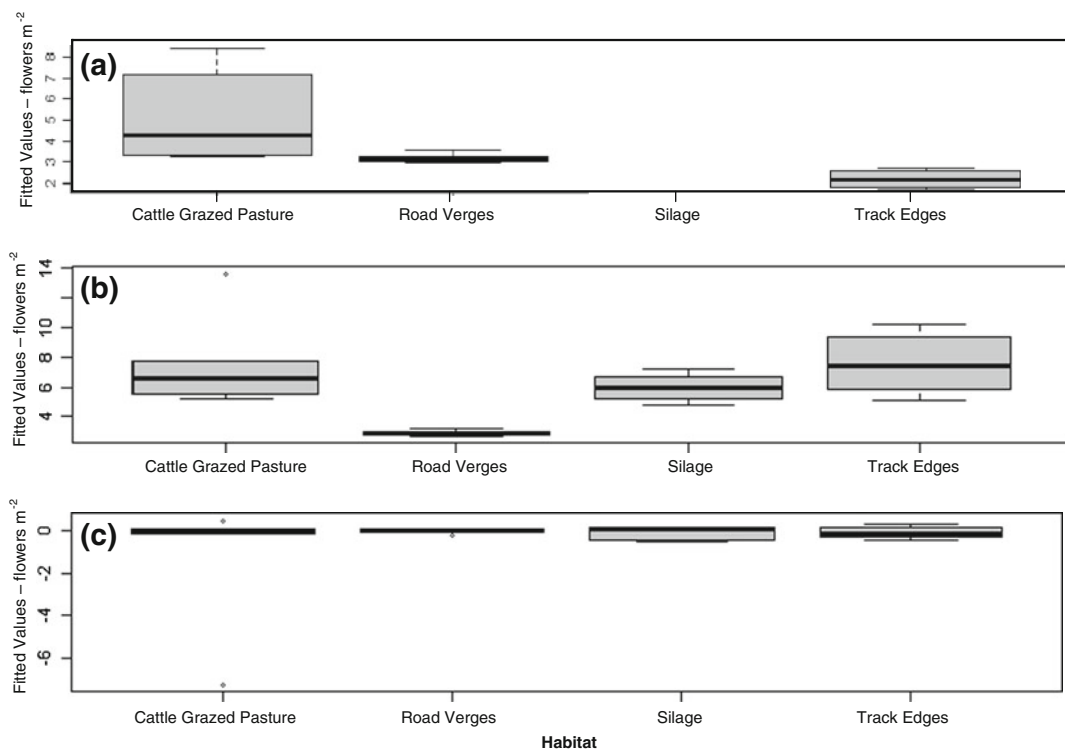 (a)
Fitted Values – flowers m-2
8
7
6
5
4
3
2
Cattle Grazed Pasture Road Verges Silage Track Edges
(b)
Fitted Values – flowers m-2
14
10
8
6
4
Cattle Grazed Pasture Road Verges Silage Track Edges
(c)
Fitted Values – flowers m-2
0
-2
-4
-6
Cattle Grazed Pasture Road Verges Silage Track Edges
Habitat